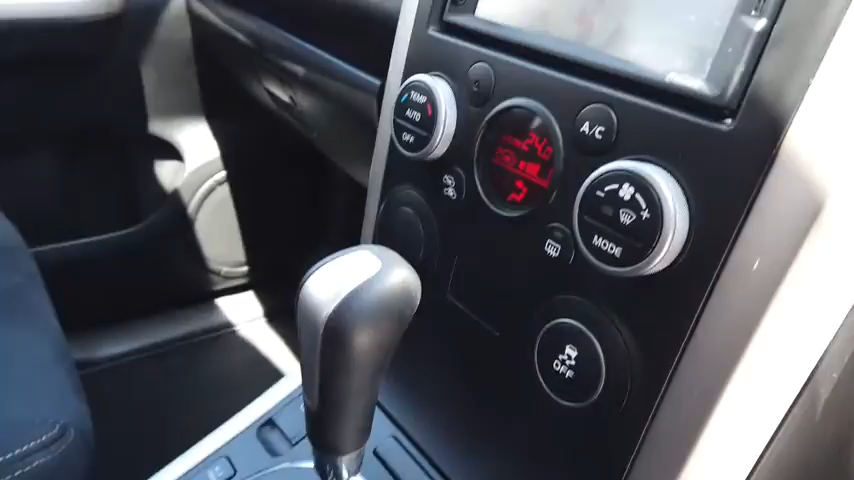 TEMP
AUTO
OFF
24.0
A/C
- +
MODE
OFF